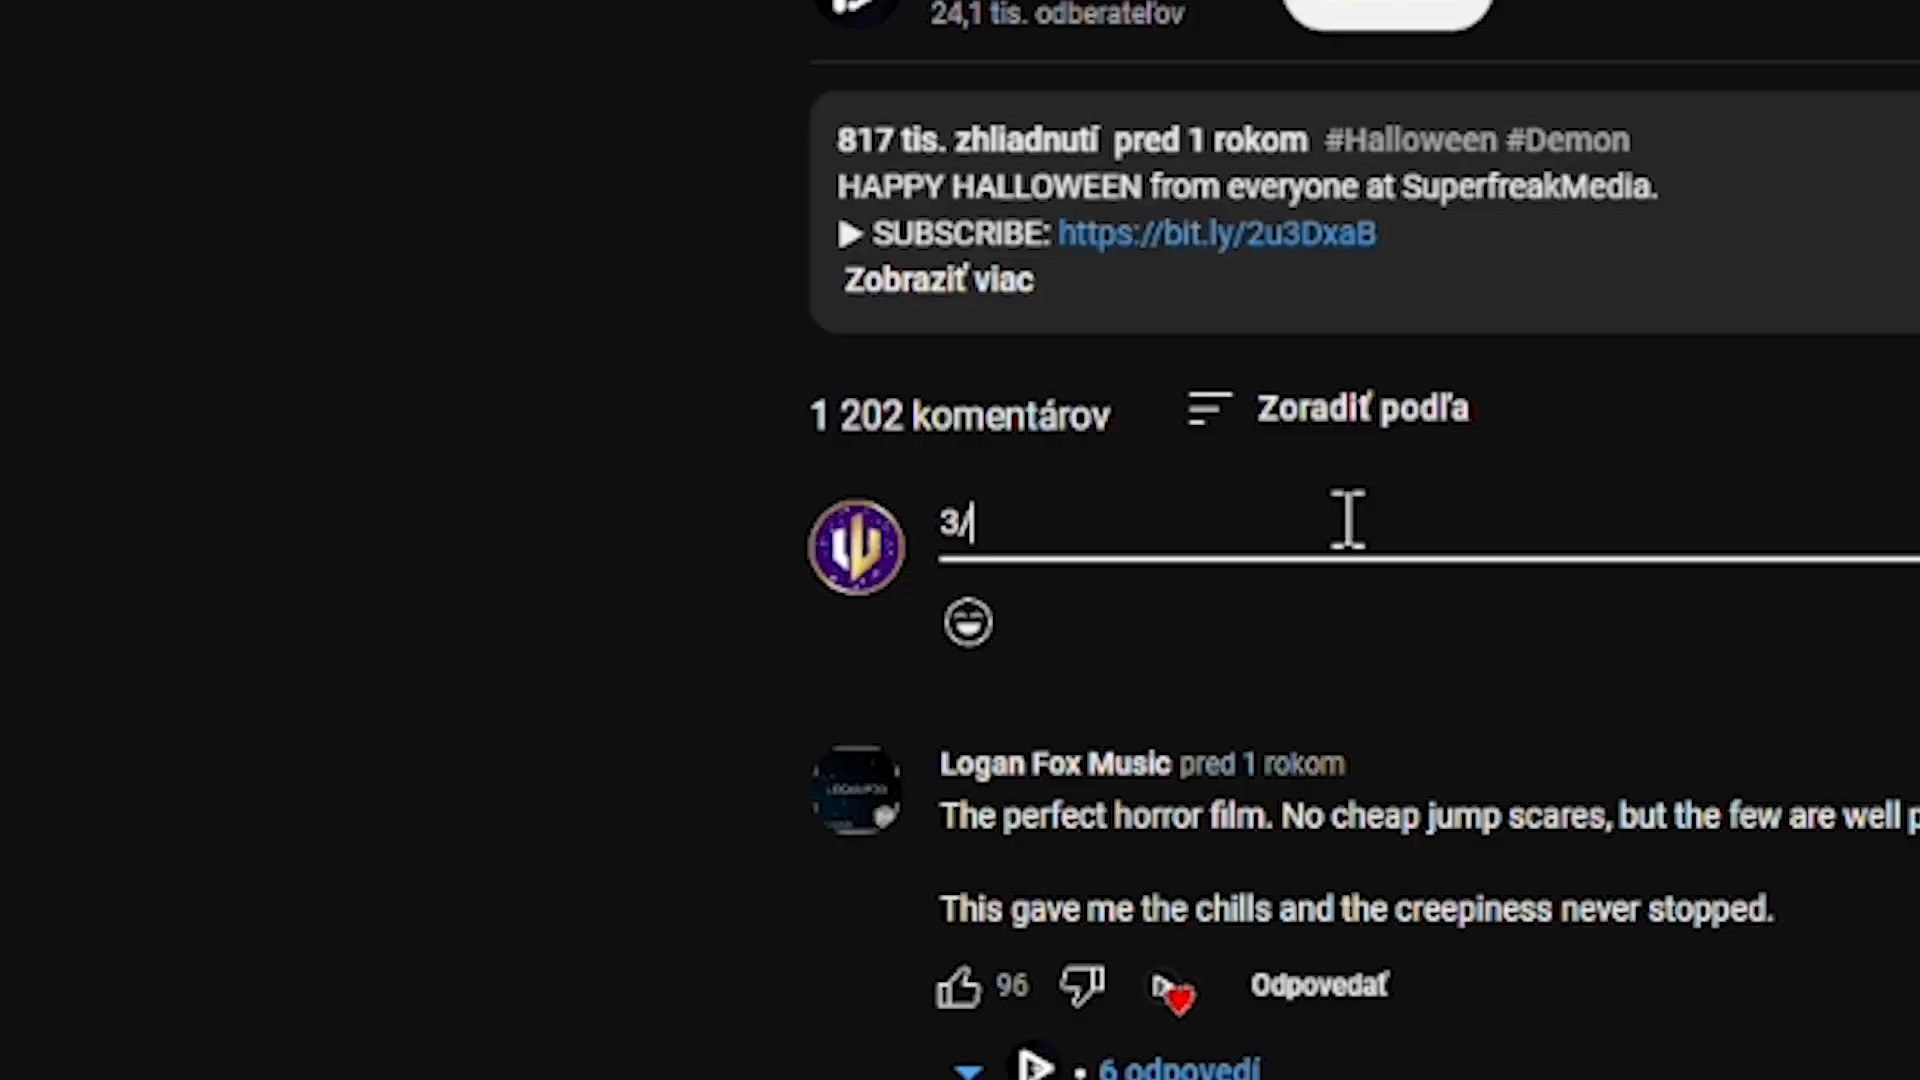 24,1 tis. odberateľov
817 tis. zhliadnutí pred 1 rokom #Halloween #Demon
HAPPY HALLOWEEN from everyone at SuperfreakMedia.
▶ SUBSCRIBE: https://bit.ly/2u3DxaB
Zobraziť viac
1 202 komentárov
Zoradiť podľa
3/
Logan Fox Music pred 1 rokom
The perfect horror film. No cheap jump scares, but the few are well
This gave me the chills and the creepiness never stopped.
96
Odpovedať
6 odpovedí